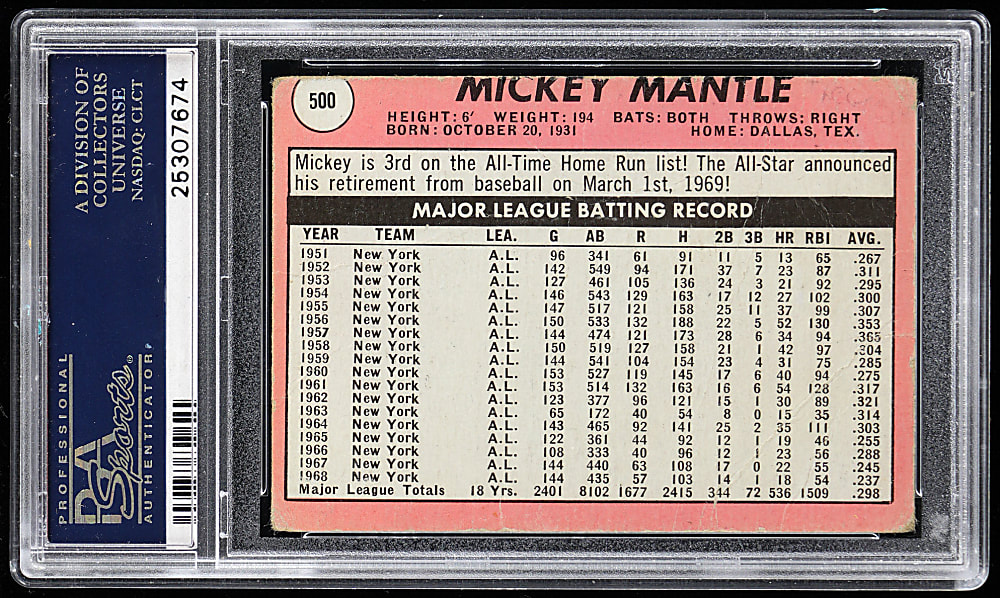 A DIVISION OF
COLLECTORS
UNIVERSE
NASDAQ: CLCT
25307674
PROFESSIONAL
PSA
Sports®
AUTHENTICATOR
500
MICKEY MANTLE
HEIGHT: 6' WEIGHT: 194 BATS: BOTH THROWS: RIGHT
BORN: OCTOBER 20, 1931 HOME: DALLAS, TEX.
Mickey is 3rd on the All-Time Home Run list! The All-Star announced
his retirement from baseball on March 1st, 1969!
MAJOR LEAGUE BATTING RECORD
YEAR TEAM LEA. G AB R H 2B 3B HR RBI AVG.
1951 New York A.L. 96 341 61 91 11 5 13 65 .267
1952 New York A.L. 142 549 94 171 37 7 23 87 .311
1953 New York A.L. 127 461 105 136 24 3 21 92 .295
1954 New York A.L. 146 543 129 163 17 12 27 102 .300
1955 New York A.L. 147 517 121 158 25 11 37 99 .307
1956 New York A.L. 150 533 132 188 22 5 52 130 .353
1957 New York A.L. 144 474 121 173 28 6 34 94 .365
1958 New York A.L. 150 519 127 158 21 1 42 97 .304
1959 New York A.L. 144 541 104 154 23 4 31 75 .285
1960 New York A.L. 153 527 119 145 17 6 40 94 .275
1961 New York A.L. 153 514 132 163 16 6 54 128 .317
1962 New York A.L. 123 377 96 121 15 1 30 89 .321
1963 New York A.L. 65 172 40 54 8 0 15 35 .314
1964 New York A.L. 143 465 92 141 25 2 35 111 .303
1965 New York A.L. 122 361 44 92 12 1 19 46 .255
1966 New York A.L. 108 333 40 96 12 1 23 56 .288
1967 New York A.L. 144 440 63 108 17 0 22 55 .245
1968 New York A.L. 144 435 57 103 14 1 18 54 .237
Major League Totals 18 Yrs. 2401 8102 1677 2415 344 72 536 1509 .298